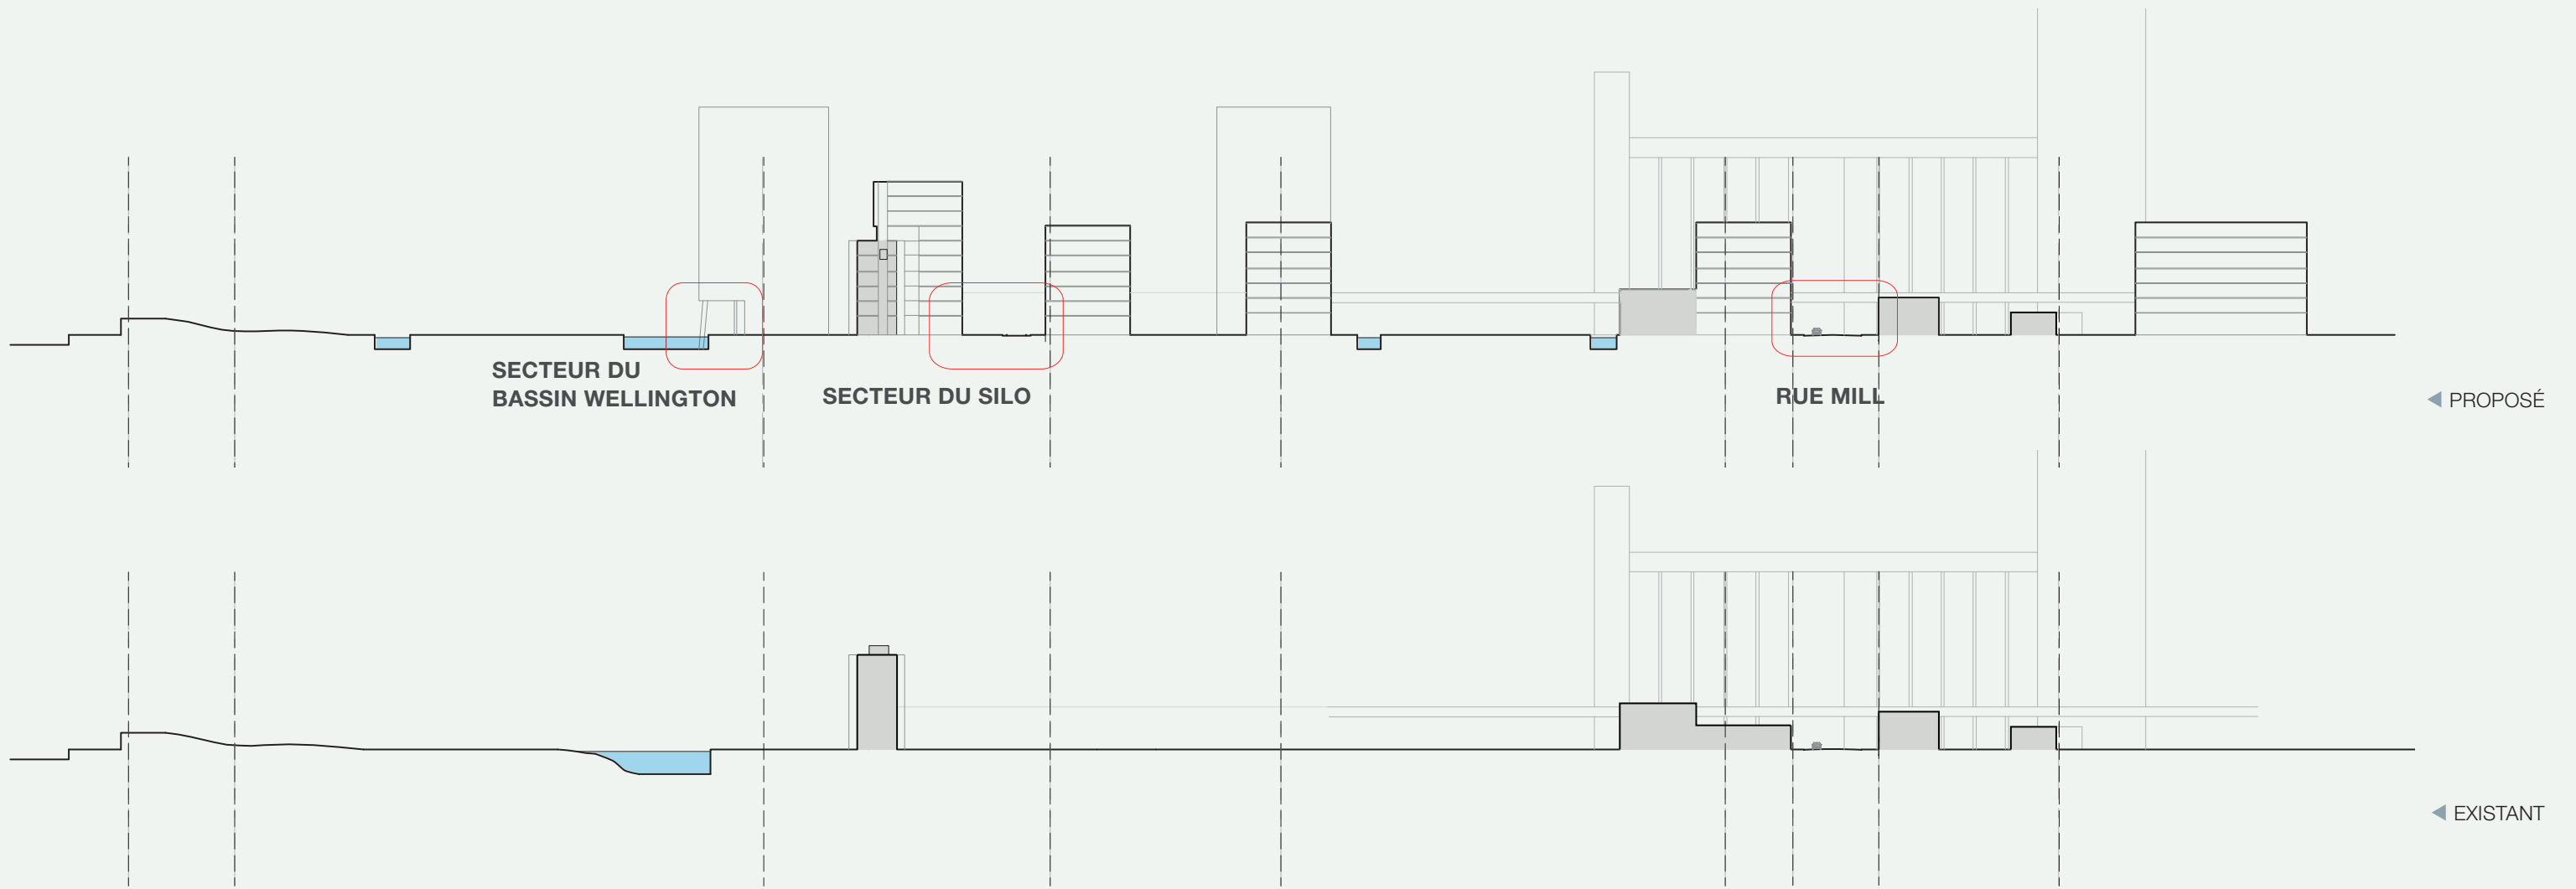 SECTEUR DU
BASSIN WELLINGTON
SECTEUR DU SILO
RUE MILL
PROPOSÉ
EXISTANT